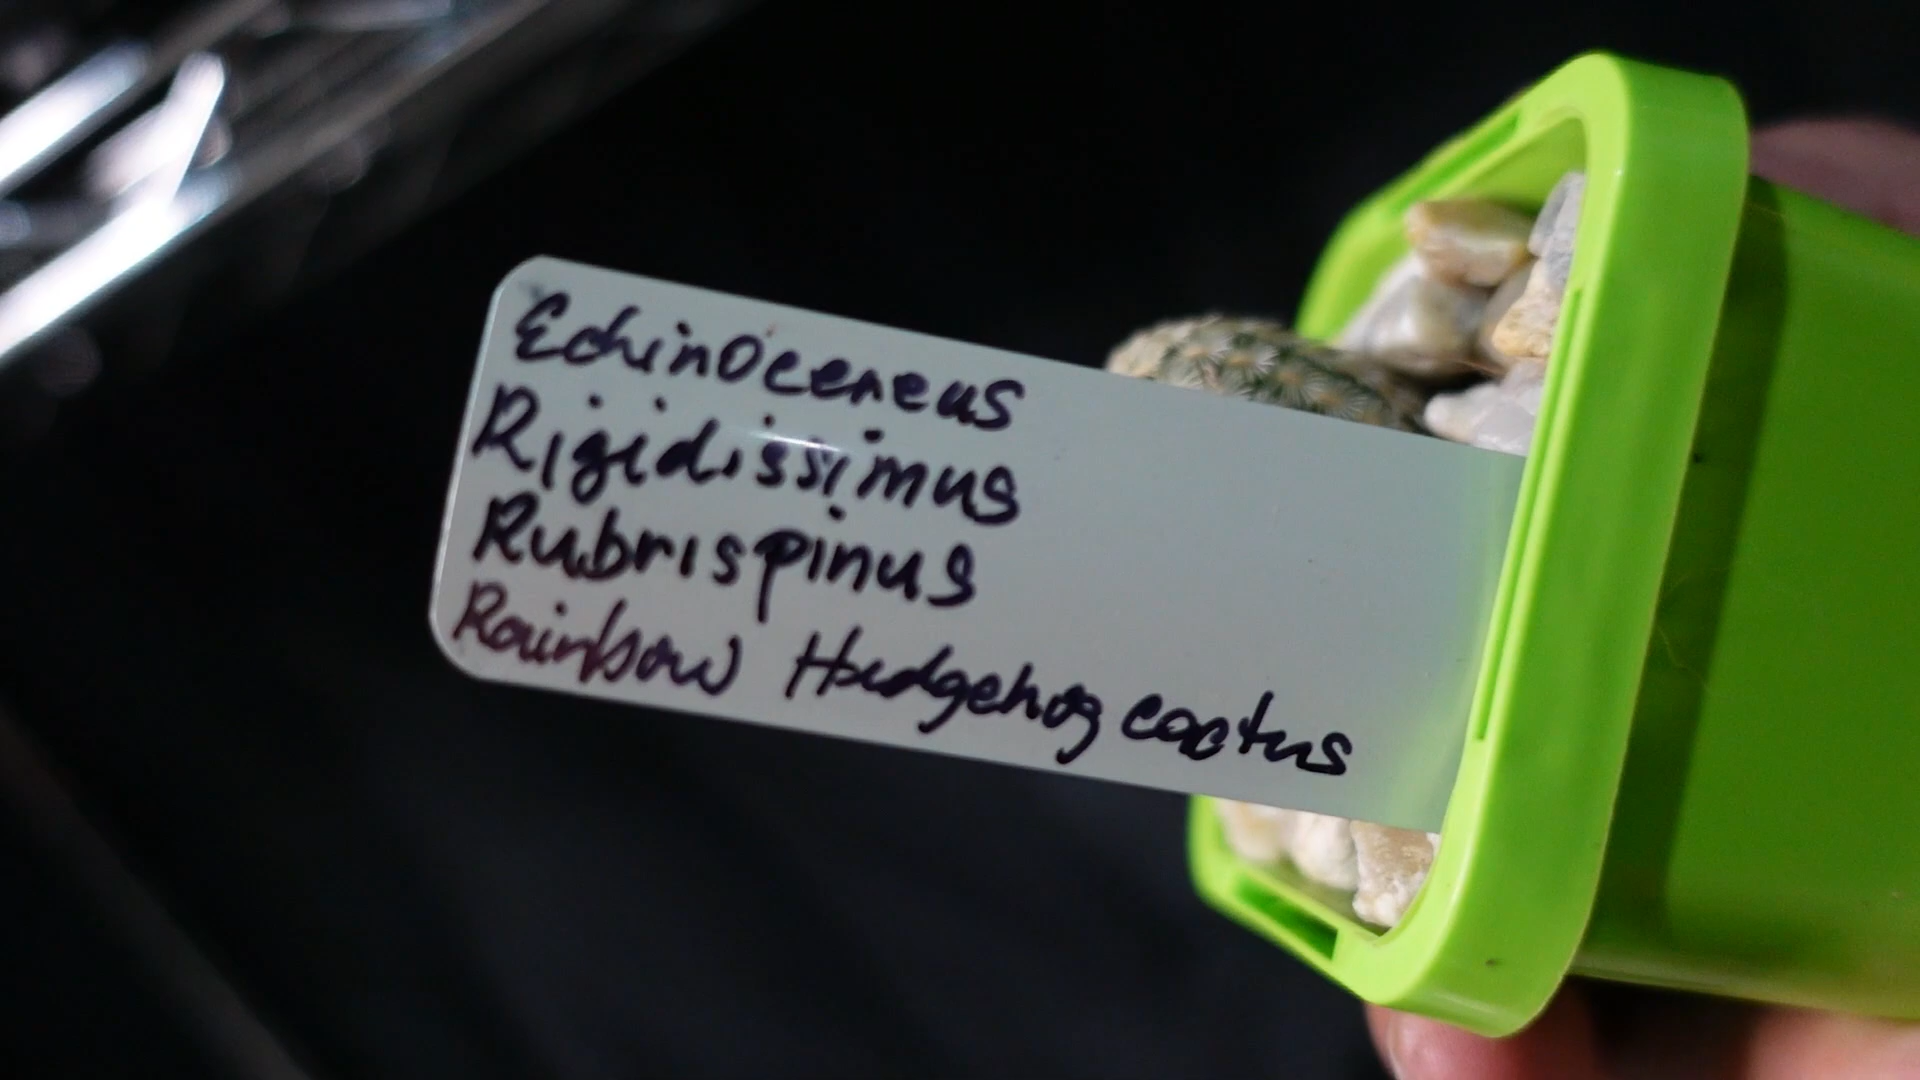 Echinocereus
Rigidissimus
Rubrispinus
Rainbow Hedgehog cactus